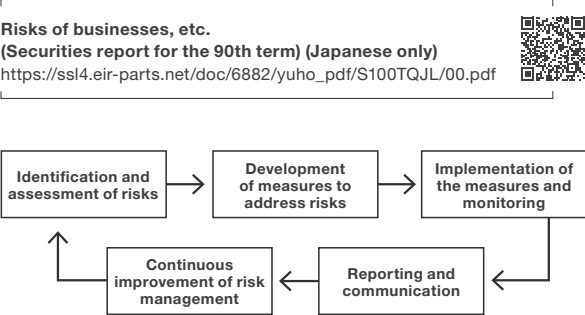 Risks of businesses, etc.
(Securities report for the 90th term) (Japanese only)
https://ssl4.eir-parts.net/doc/6882/yuho_pdf/S100TQJL/00.pdf
Identification and
assessment of risks
Development
of measures to
address risks
Implementation of
the measures and
monitoring
Reporting and
communication
Continuous
improvement of risk
management